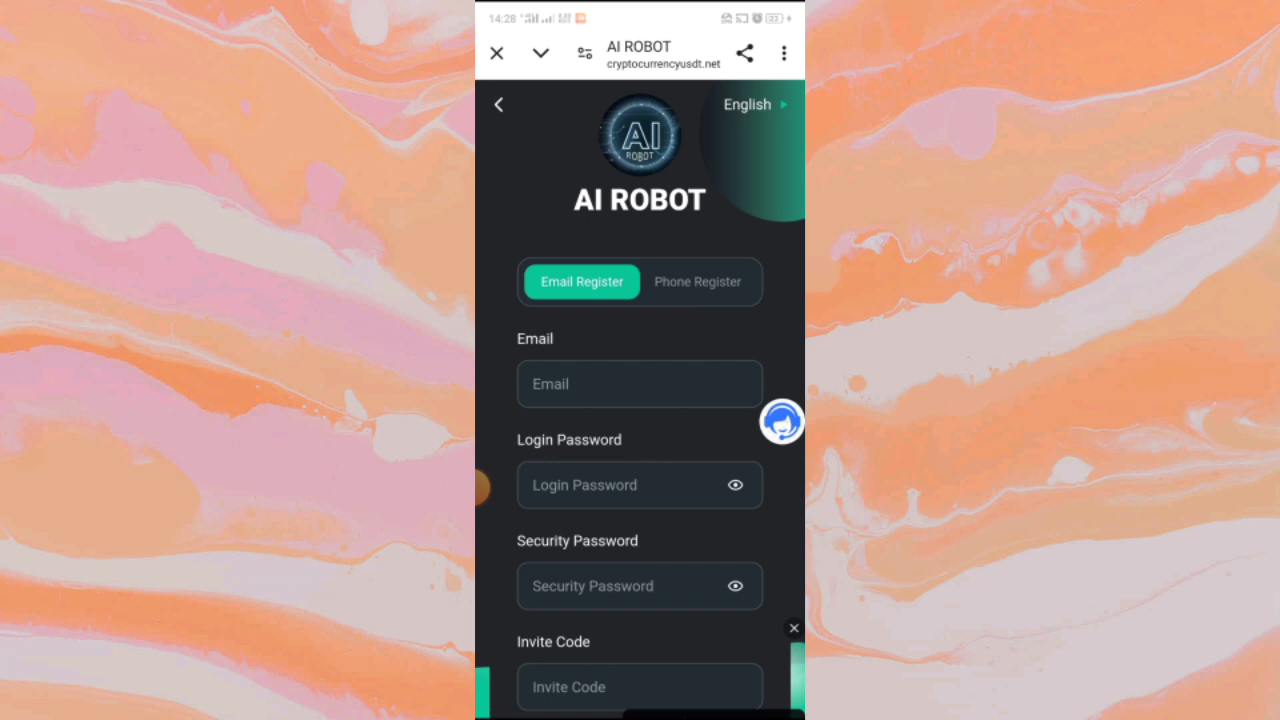 14:28
23
AI ROBOT
cryptocurrencyusdt.net
English
AI
ROBOT
AI ROBOT
Email Register Phone Register
Email
Email
Login Password
Login Password
Security Password
Security Password
Invite Code
Invite Code